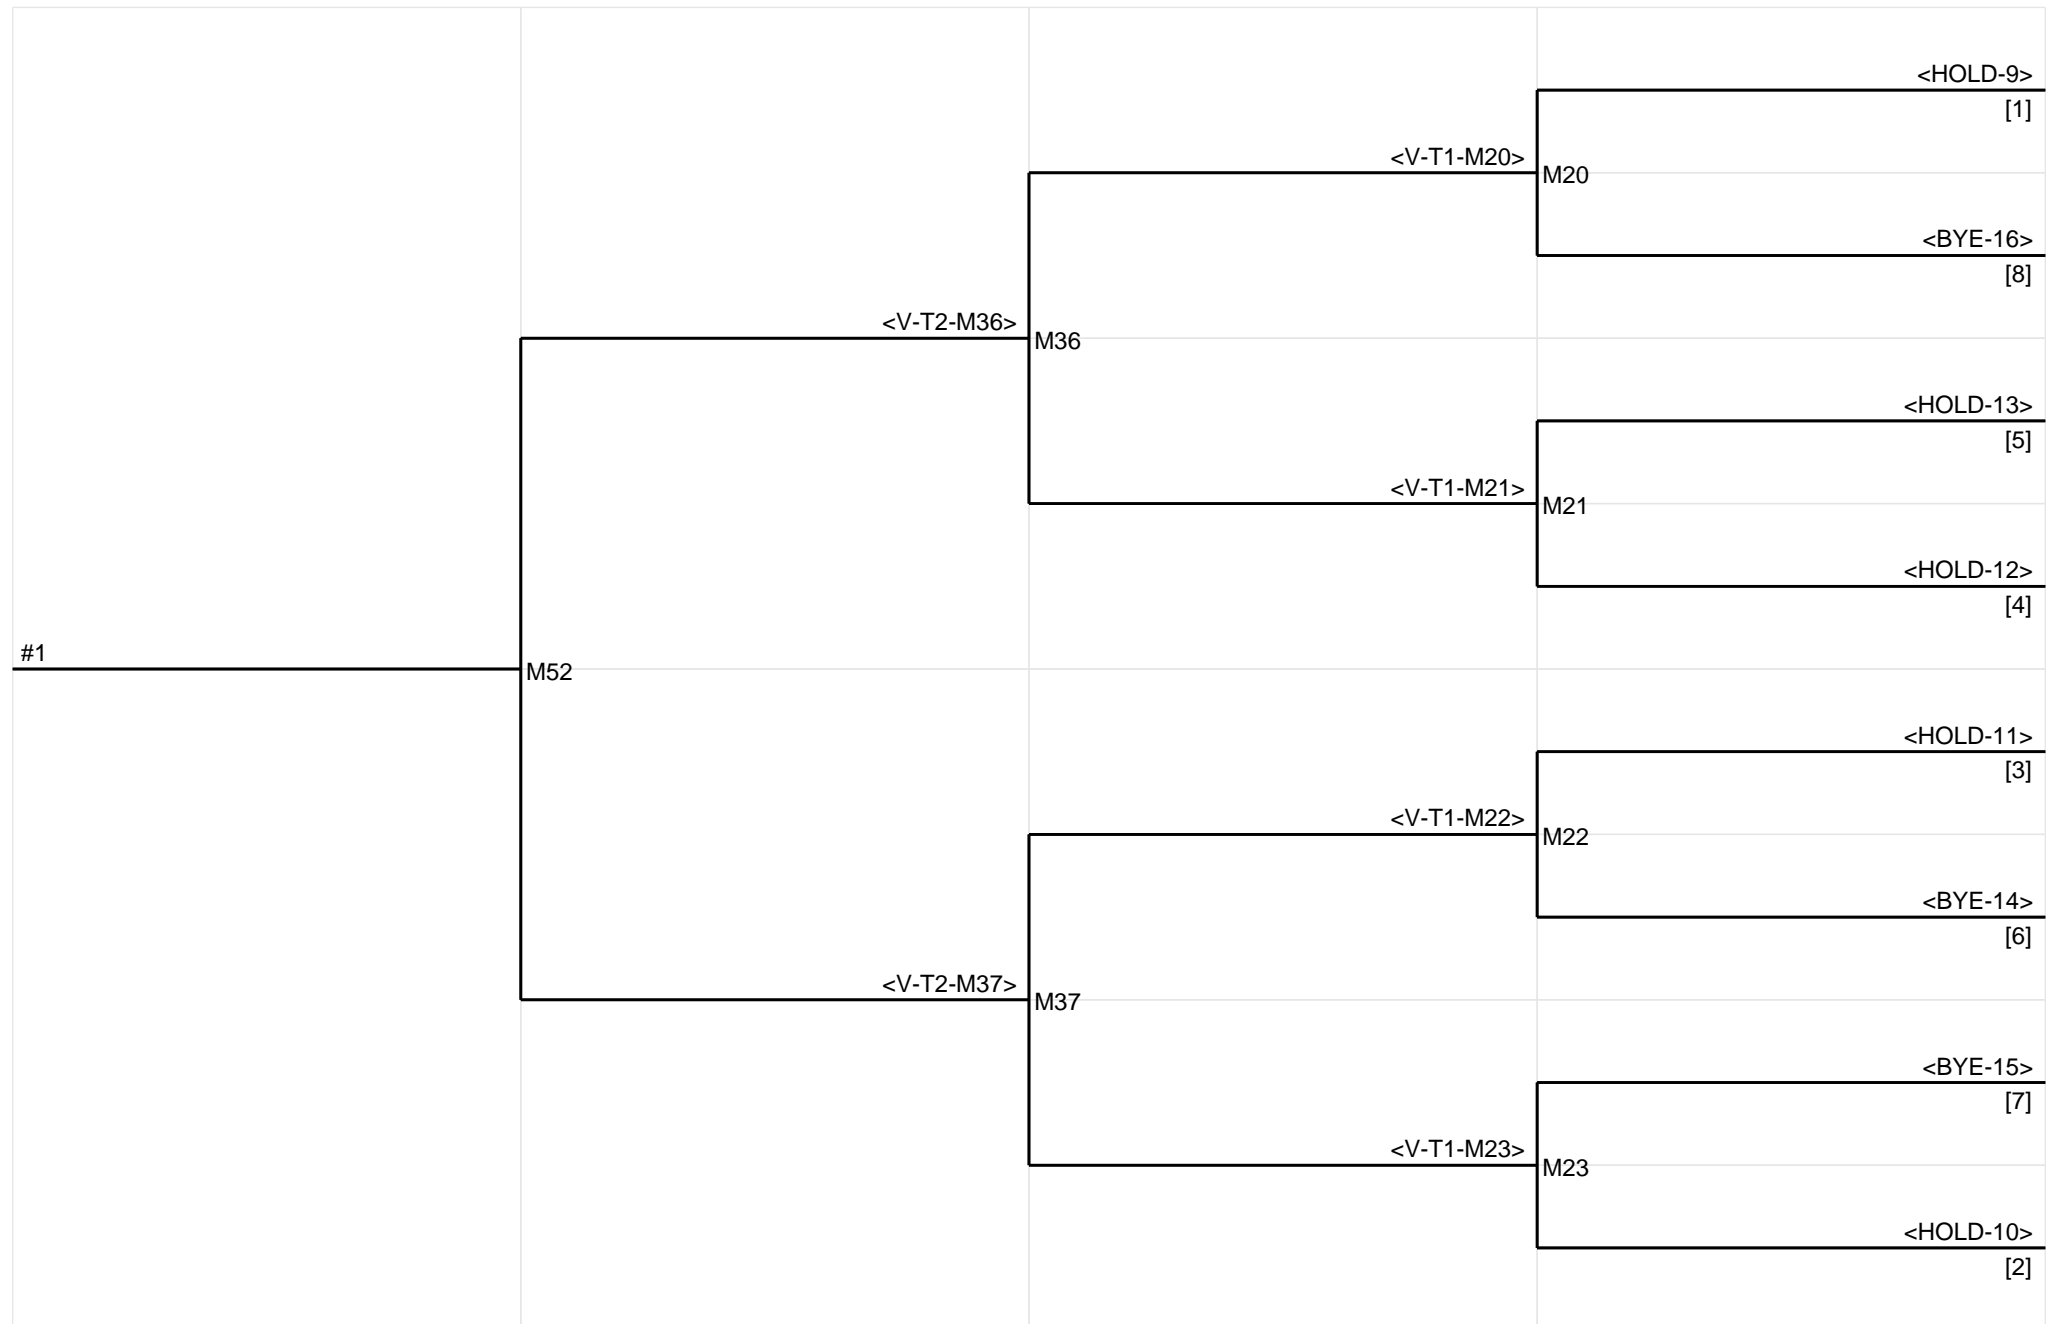 <HOLD-9>
[1]
<V-T1-M20>
M20
<BYE-16>
[8]
<V-T2-M36>
M36
<HOLD-13>
[5]
<V-T1-M21>
M21
<HOLD-12>
[4]
#1
M52
<HOLD-11>
[3]
<V-T1-M22>
M22
<BYE-14>
[6]
<V-T2-M37>
M37
<BYE-15>
[7]
<V-T1-M23>
M23
<HOLD-10>
[2]